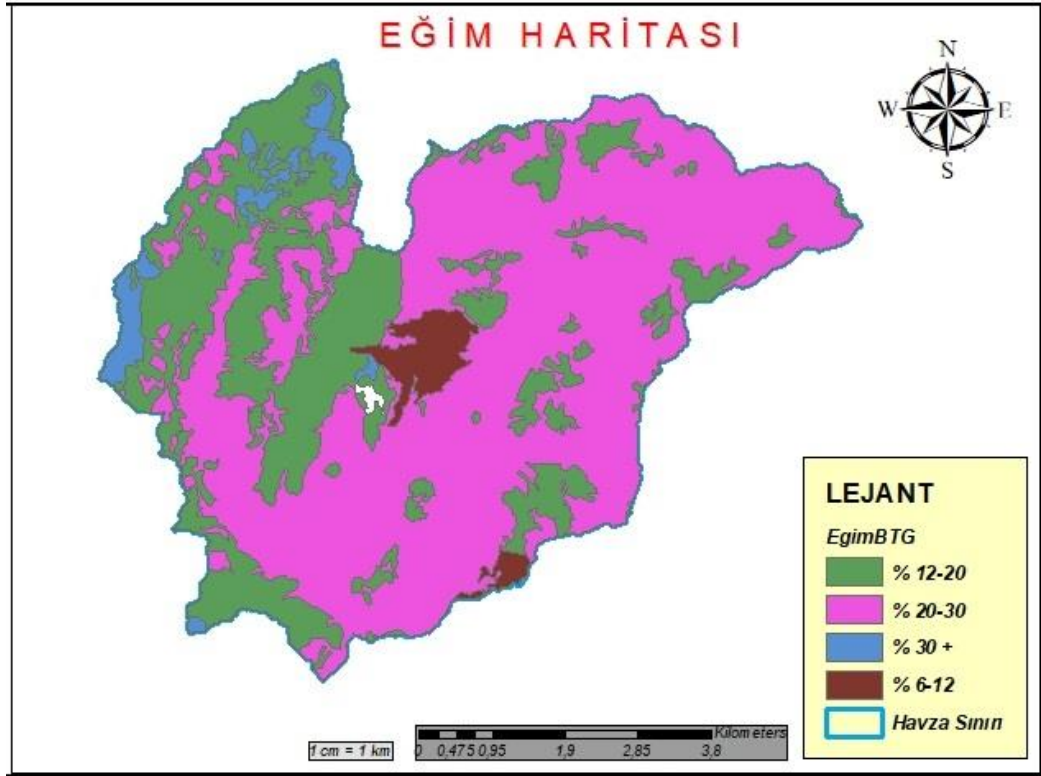 EĞİM HARİTASI
N
W E
S
LEJANT
EgimBTG
% 12-20
% 20-30
% 30 +
% 6-12
Havza Sınırı
1 cm = 1 km
Kilometers
0 0,475 0,95 1,9 2,85 3,8